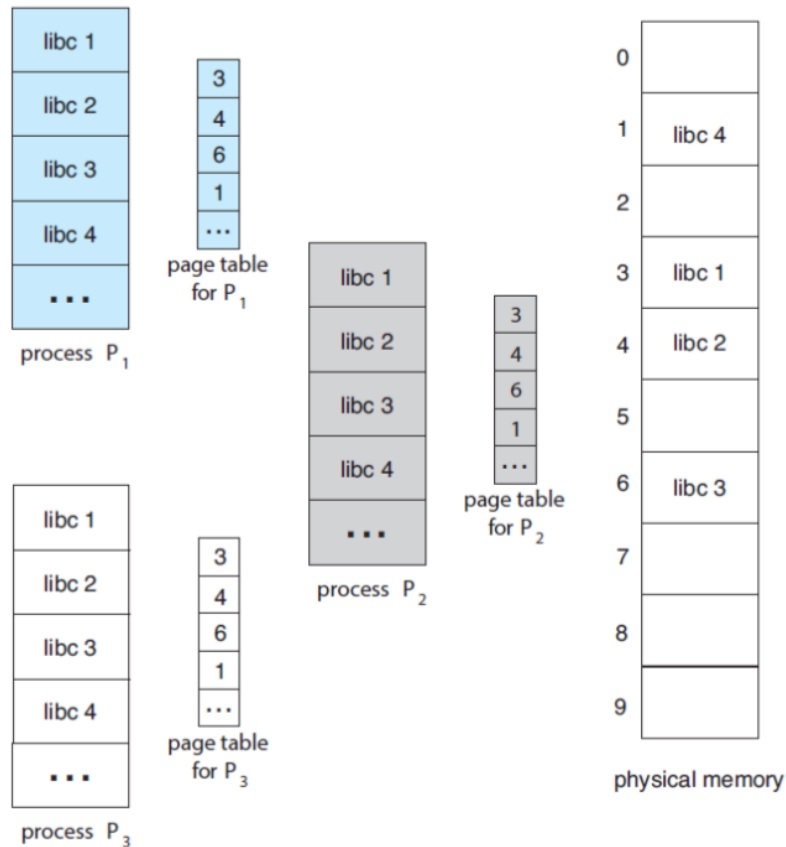 libc 1
libc 2
libc 3
libc 4
...
process P1
3
4
6
1
...
page table
for P1
libc 1
libc 2
libc 3
libc 4
...
process P2
3
4
6
1
...
page table
for P2
libc 1
libc 2
libc 3
libc 4
...
process P3
3
4
6
1
...
page table
for P3
0
1 libc 4
2
3 libc 1
4 libc 2
5
6 libc 3
7
8
9
physical memory